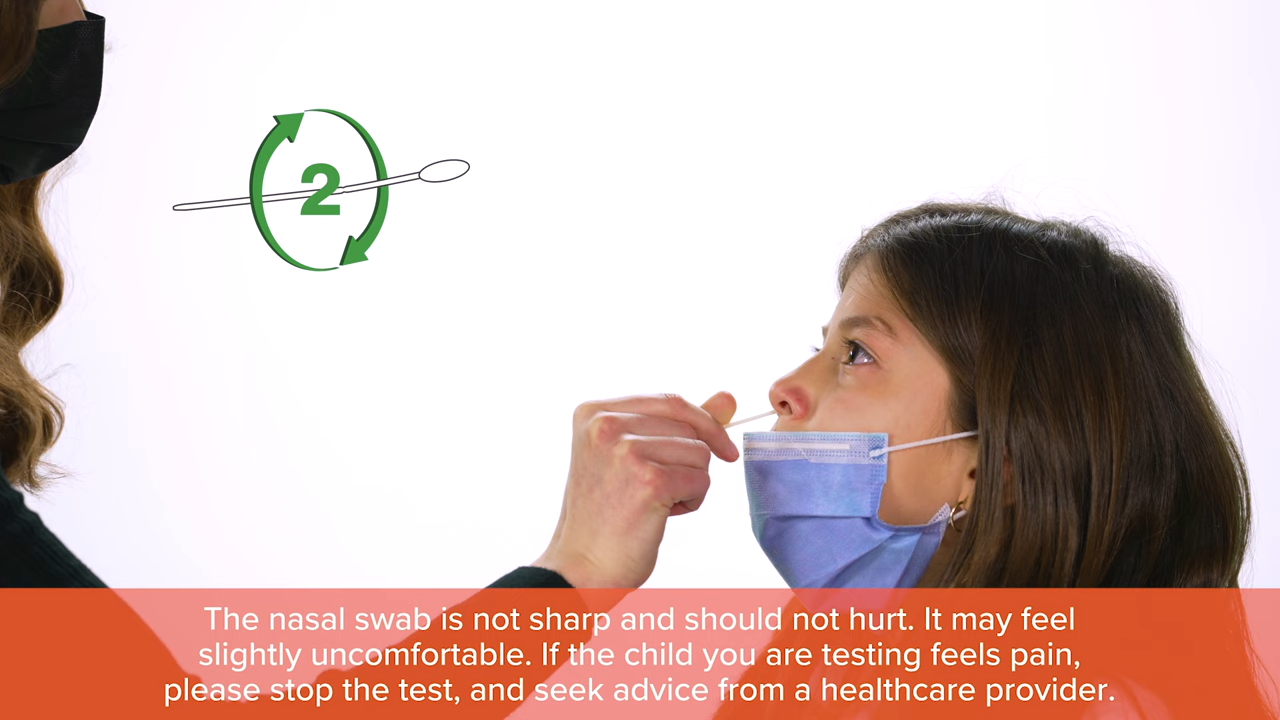 2
The nasal swab is not sharp and should not hurt. It may feel
slightly uncomfortable. If the child you are testing feels pain,
please stop the test, and seek advice from a healthcare provider.